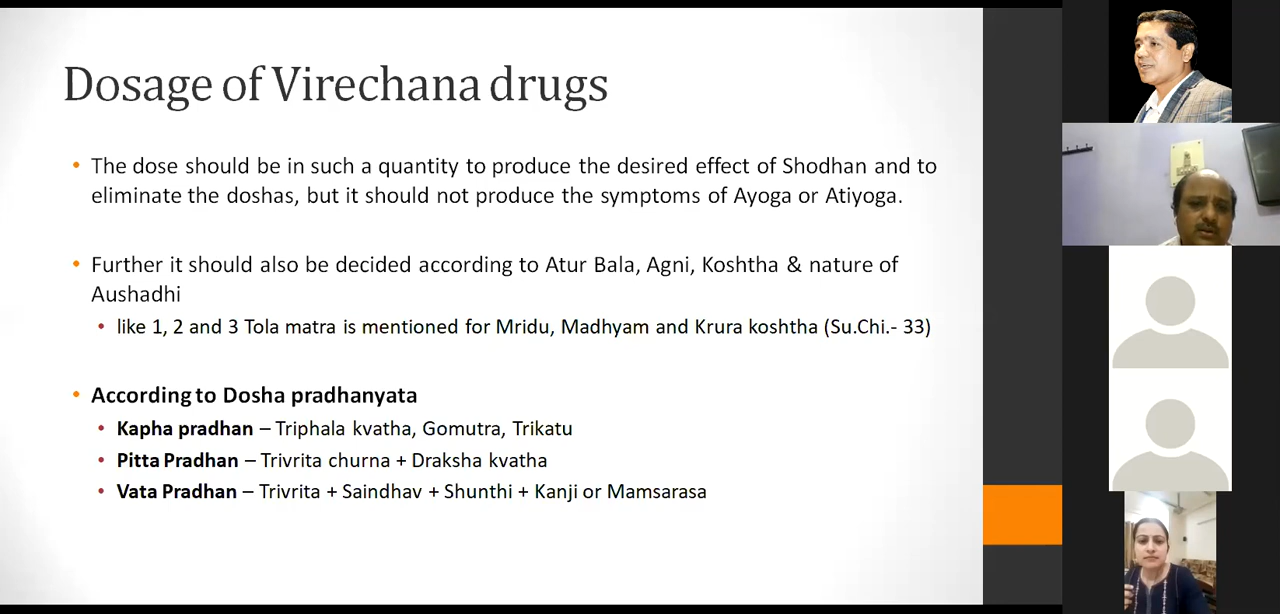 Dosage of Virechana drugs
• The dose should be in such a quantity to produce the desired effect of Shodhan and to
eliminate the doshas, but it should not produce the symptoms of Ayoga or Atiyoga.
• Further it should also be decided according to Atur Bala, Agni, Koshtha & nature of
Aushadhi
• like 1, 2 and 3 Tola matra is mentioned for Mridu, Madhyam and Krura koshtha (Su.Chi.- 33)
• According to Dosha pradhanyata
• Kapha pradhan – Triphala kvatha, Gomutra, Trikatu
• Pitta Pradhan – Trivrita churna + Draksha kvatha
• Vata Pradhan – Trivrita + Saindhav + Shunthi + Kanji or Mamsarasa